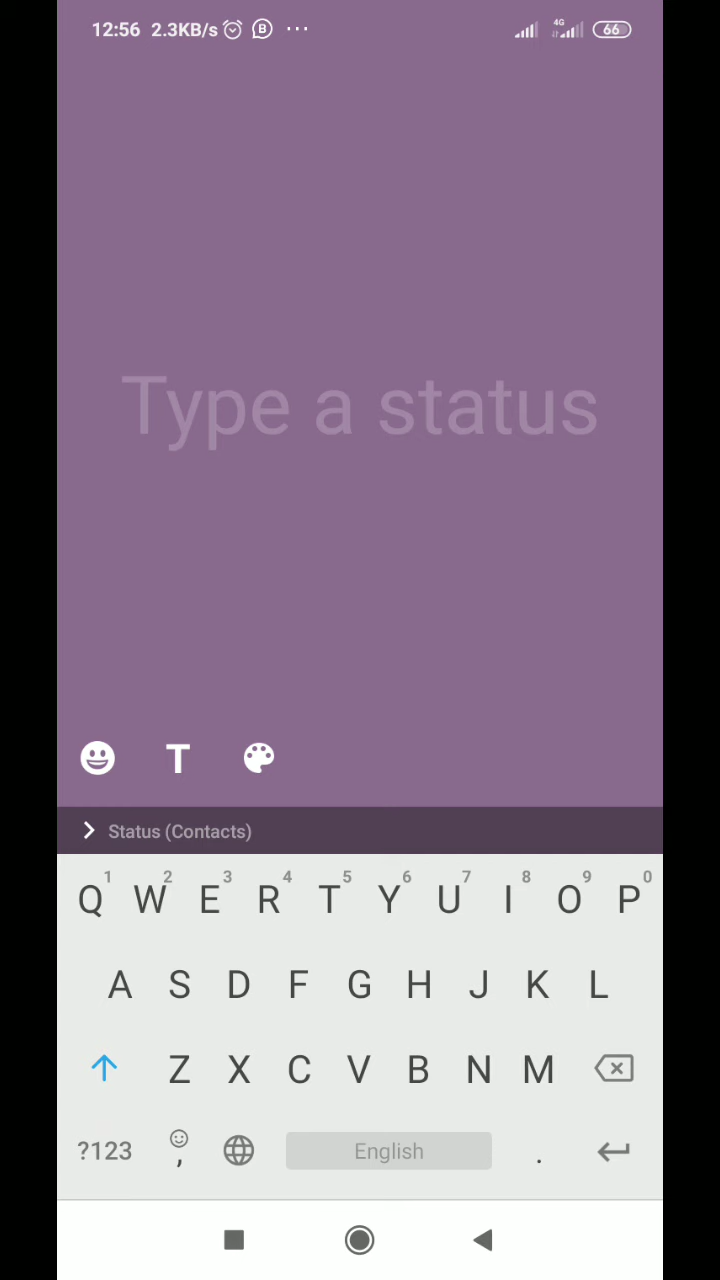 12:56 2.3KB/s B ... 4G 66
Type a status
T
Status (Contacts)
1 2 3 4 5 6 7 8 9 0
Q W E R T Y U I O P
A S D F G H J K L
Z X C V B N M
?123 , English .